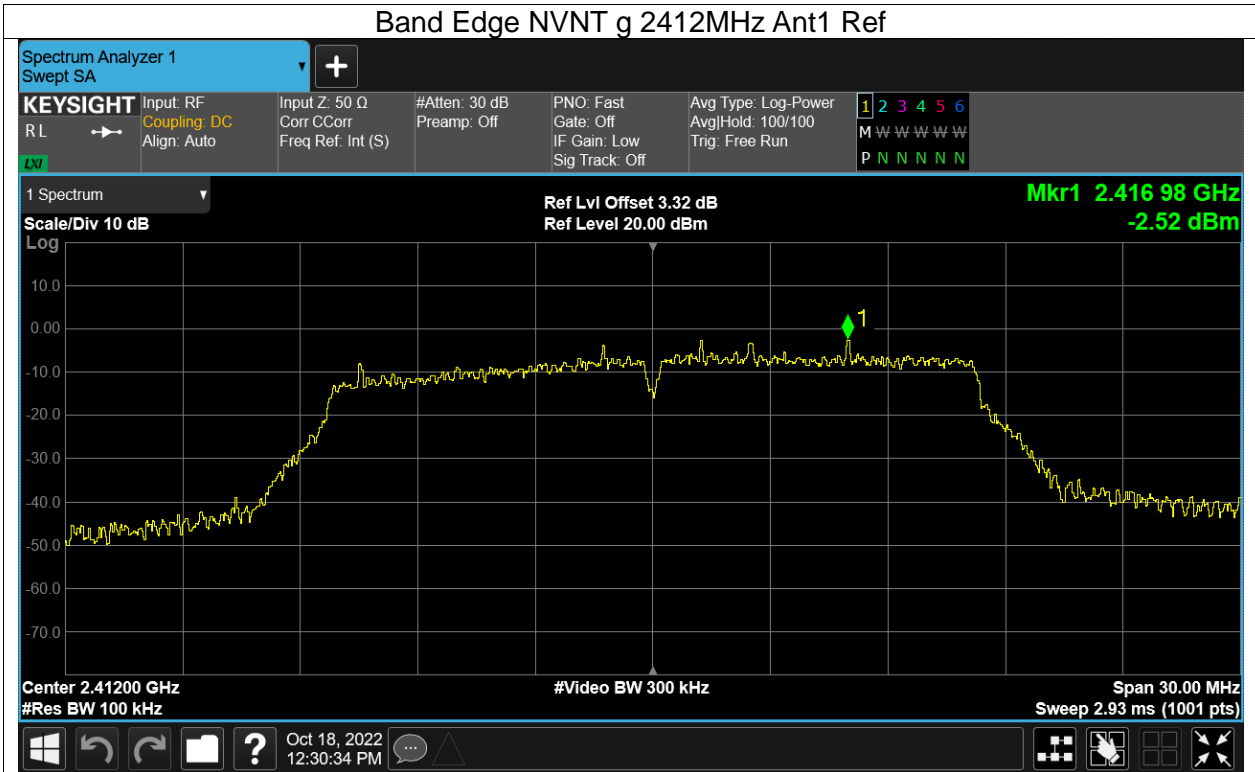 Band Edge NVNT g 2412MHz Ant1 Ref
Spectrum Analyzer 1
Swept SA
+
KEYSIGHT
R L
LXI
Input: RF
Coupling: DC
Align: Auto
Input Z: 50 Ω
Corr CCorr
Freq Ref: Int (S)
#Atten: 30 dB
Preamp: Off
PNO: Fast
Gate: Off
IF Gain: Low
Sig Track: Off
Avg Type: Log-Power
Avg|Hold: 100/100
Trig: Free Run
1 2 3 4 5 6
M W W W W W
P N N N N N
1 Spectrum
Scale/Div 10 dB
Ref Lvl Offset 3.32 dB
Ref Level 20.00 dBm
Mkr1 2.416 98 GHz
-2.52 dBm
Log
10.0
0.00
-10.0
-20.0
-30.0
-40.0
-50.0
-60.0
-70.0
1
Center 2.41200 GHz
#Res BW 100 kHz
#Video BW 300 kHz
Span 30.00 MHz
Sweep 2.93 ms (1001 pts)
?
Oct 18, 2022
12:30:34 PM